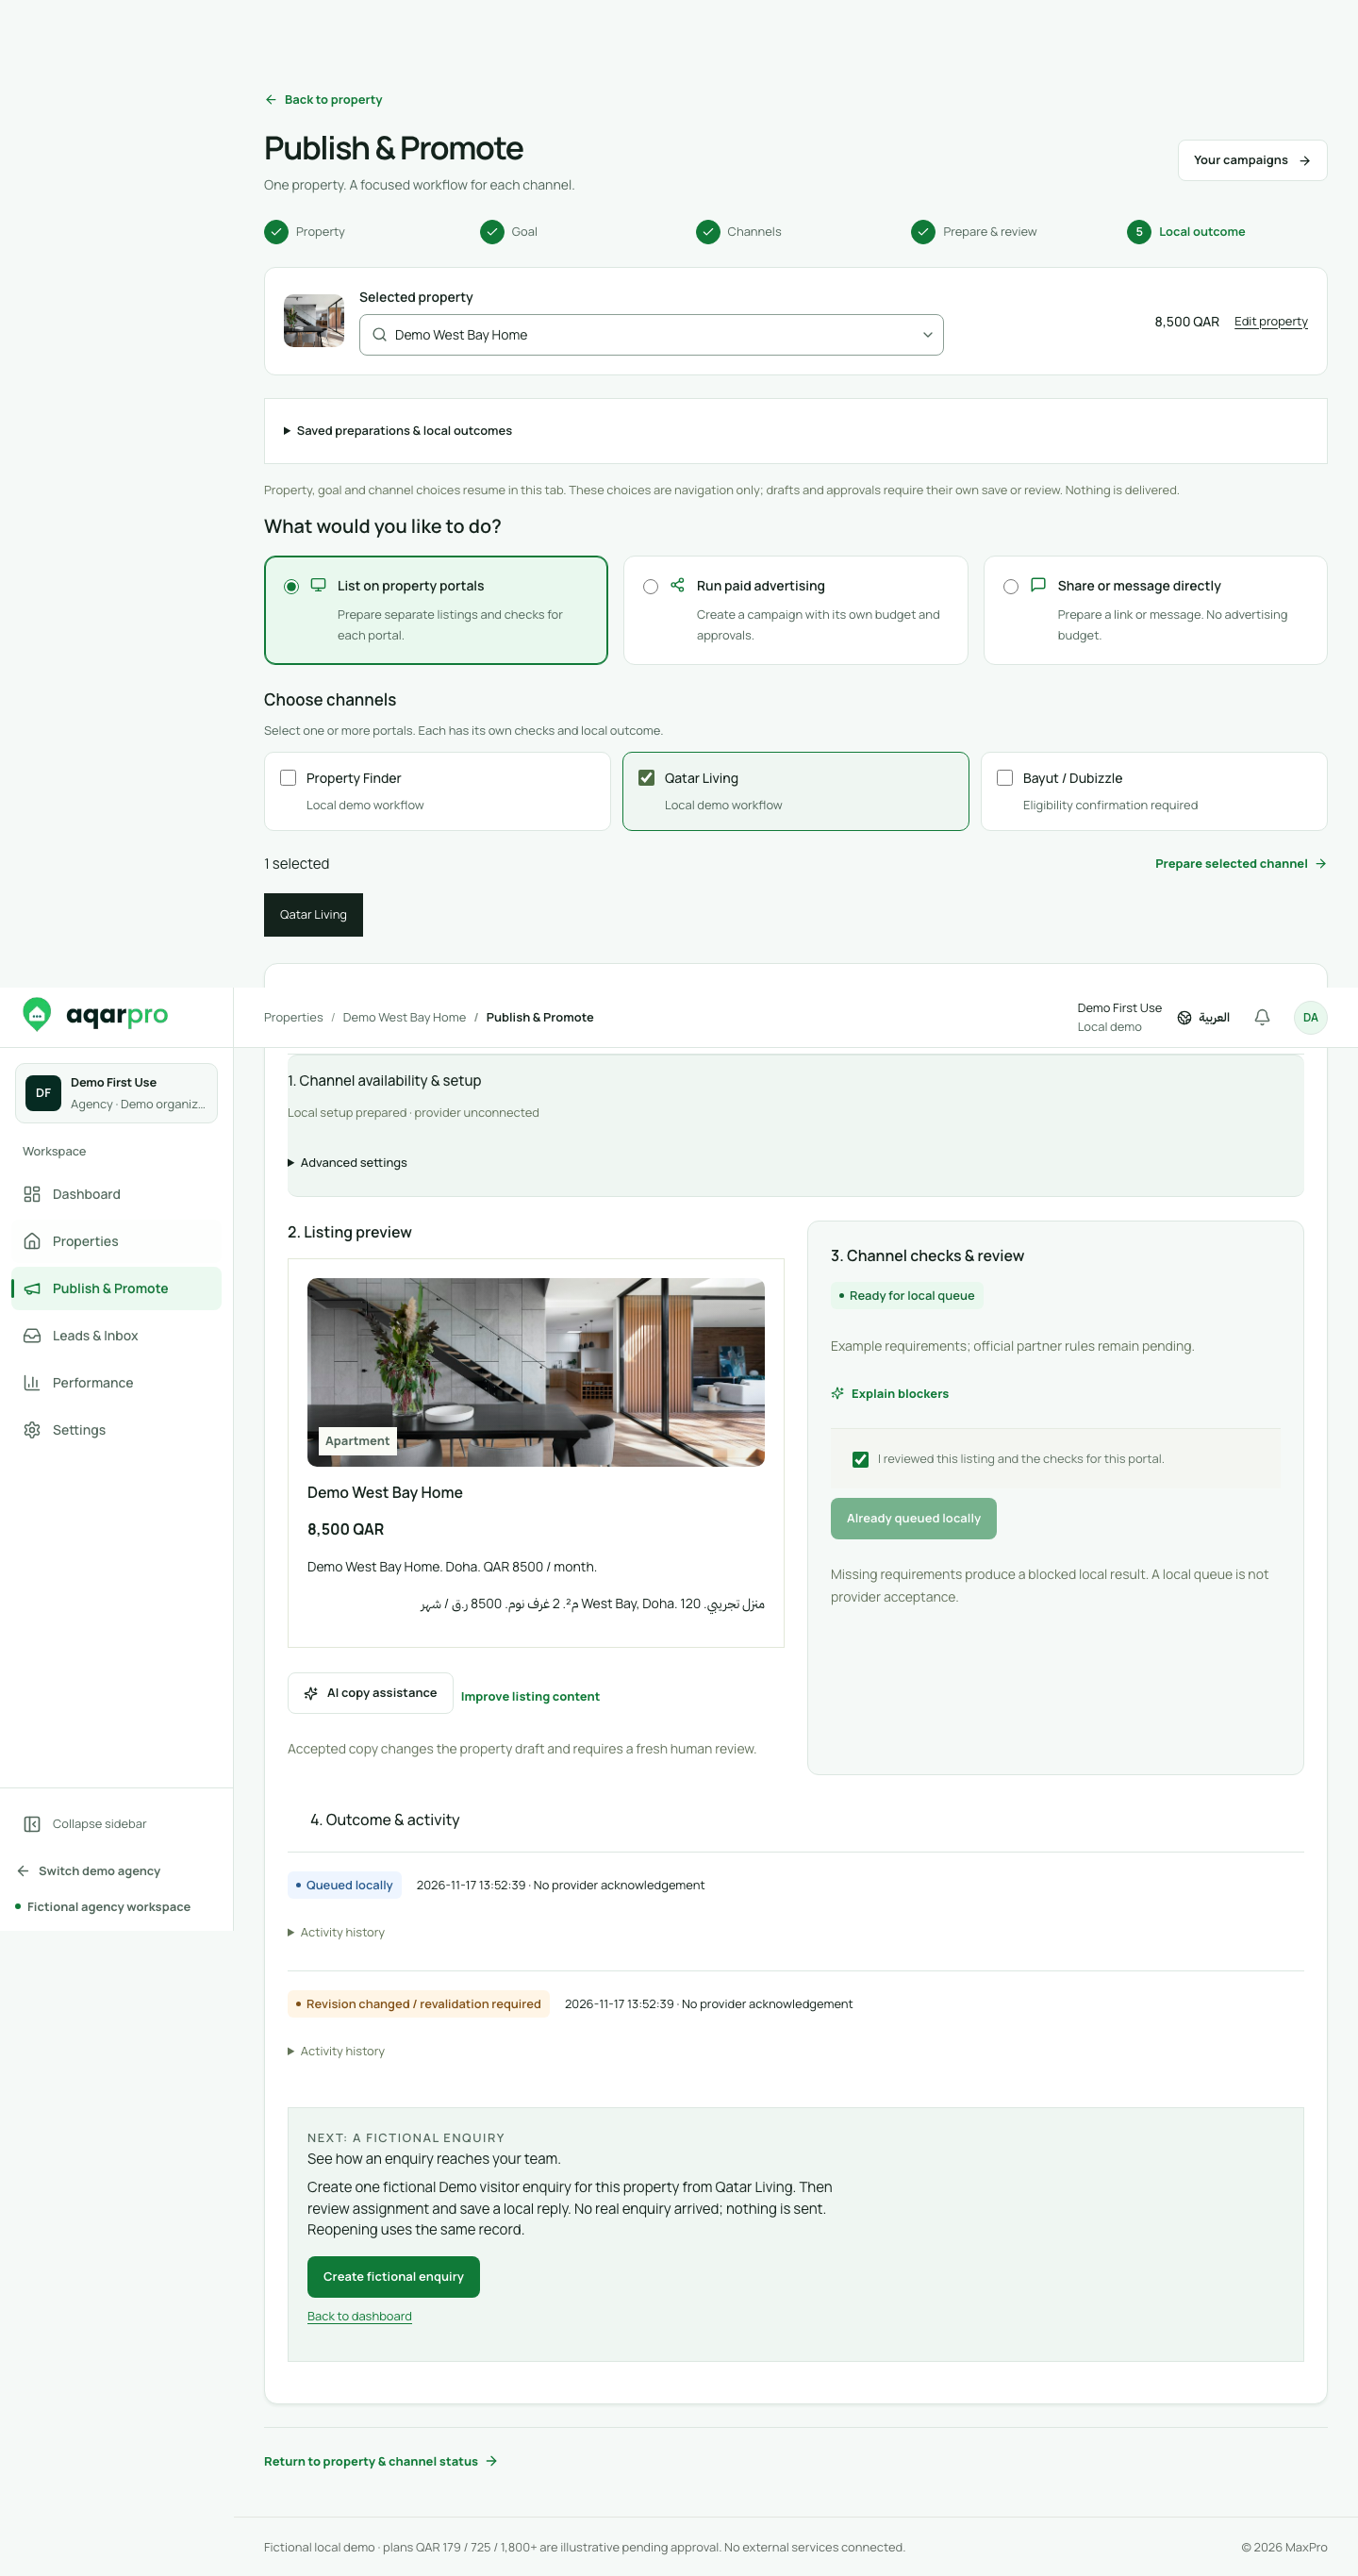 Back to property
Publish & Promote
Your campaigns
One property. A focused workflow for each channel.
Property
Goal
Channels
Prepare & review
5
Local outcome
Selected property
Demo West Bay Home
8,500 QAR
Edit property
Saved preparations & local outcomes
Property, goal and channel choices resume in this tab. These choices are navigation only; drafts and approvals require their own save or review. Nothing is delivered.
What would you like to do?
List on property portals
Prepare separate listings and checks for
each portal.
Run paid advertising
Create a campaign with its own budget and
approvals.
Share or message directly
Prepare a link or message. No advertising
budget.
Choose channels
Select one or more portals. Each has its own checks and local outcome.
Property Finder
Local demo workflow
Qatar Living
Local demo workflow
Bayut / Dubizzle
Eligibility confirmation required
1 selected
Prepare selected channel
Qatar Living
aqarpro
Properties / Demo West Bay Home / Publish & Promote
Demo First Use
Local demo
العربية
DA
DF
Demo First Use
Agency · Demo organiz...
Workspace
Dashboard
Properties
Publish & Promote
Leads & Inbox
Performance
Settings
Collapse sidebar
Switch demo agency
Fictional agency workspace
1. Channel availability & setup
Local setup prepared · provider unconnected
Advanced settings
2. Listing preview
Apartment
Demo West Bay Home
8,500 QAR
Demo West Bay Home. Doha. QAR 8500 / month.
منزل تجريبي. West Bay, Doha. 120 م². 2 غرف نوم. 8500 ر.ق / شهر
AI copy assistance
Improve listing content
Accepted copy changes the property draft and requires a fresh human review.
3. Channel checks & review
Ready for local queue
Example requirements; official partner rules remain pending.
Explain blockers
I reviewed this listing and the checks for this portal.
Already queued locally
Missing requirements produce a blocked local result. A local queue is not
provider acceptance.
4. Outcome & activity
Queued locally
2026-11-17 13:52:39 · No provider acknowledgement
Activity history
Revision changed / revalidation required
2026-11-17 13:52:39 · No provider acknowledgement
Activity history
NEXT: A FICTIONAL ENQUIRY
See how an enquiry reaches your team.
Create one fictional Demo visitor enquiry for this property from Qatar Living. Then
review assignment and save a local reply. No real enquiry arrived; nothing is sent.
Reopening uses the same record.
Create fictional enquiry
Back to dashboard
Return to property & channel status
Fictional local demo · plans QAR 179 / 725 / 1,800+ are illustrative pending approval. No external services connected.
© 2026 MaxPro